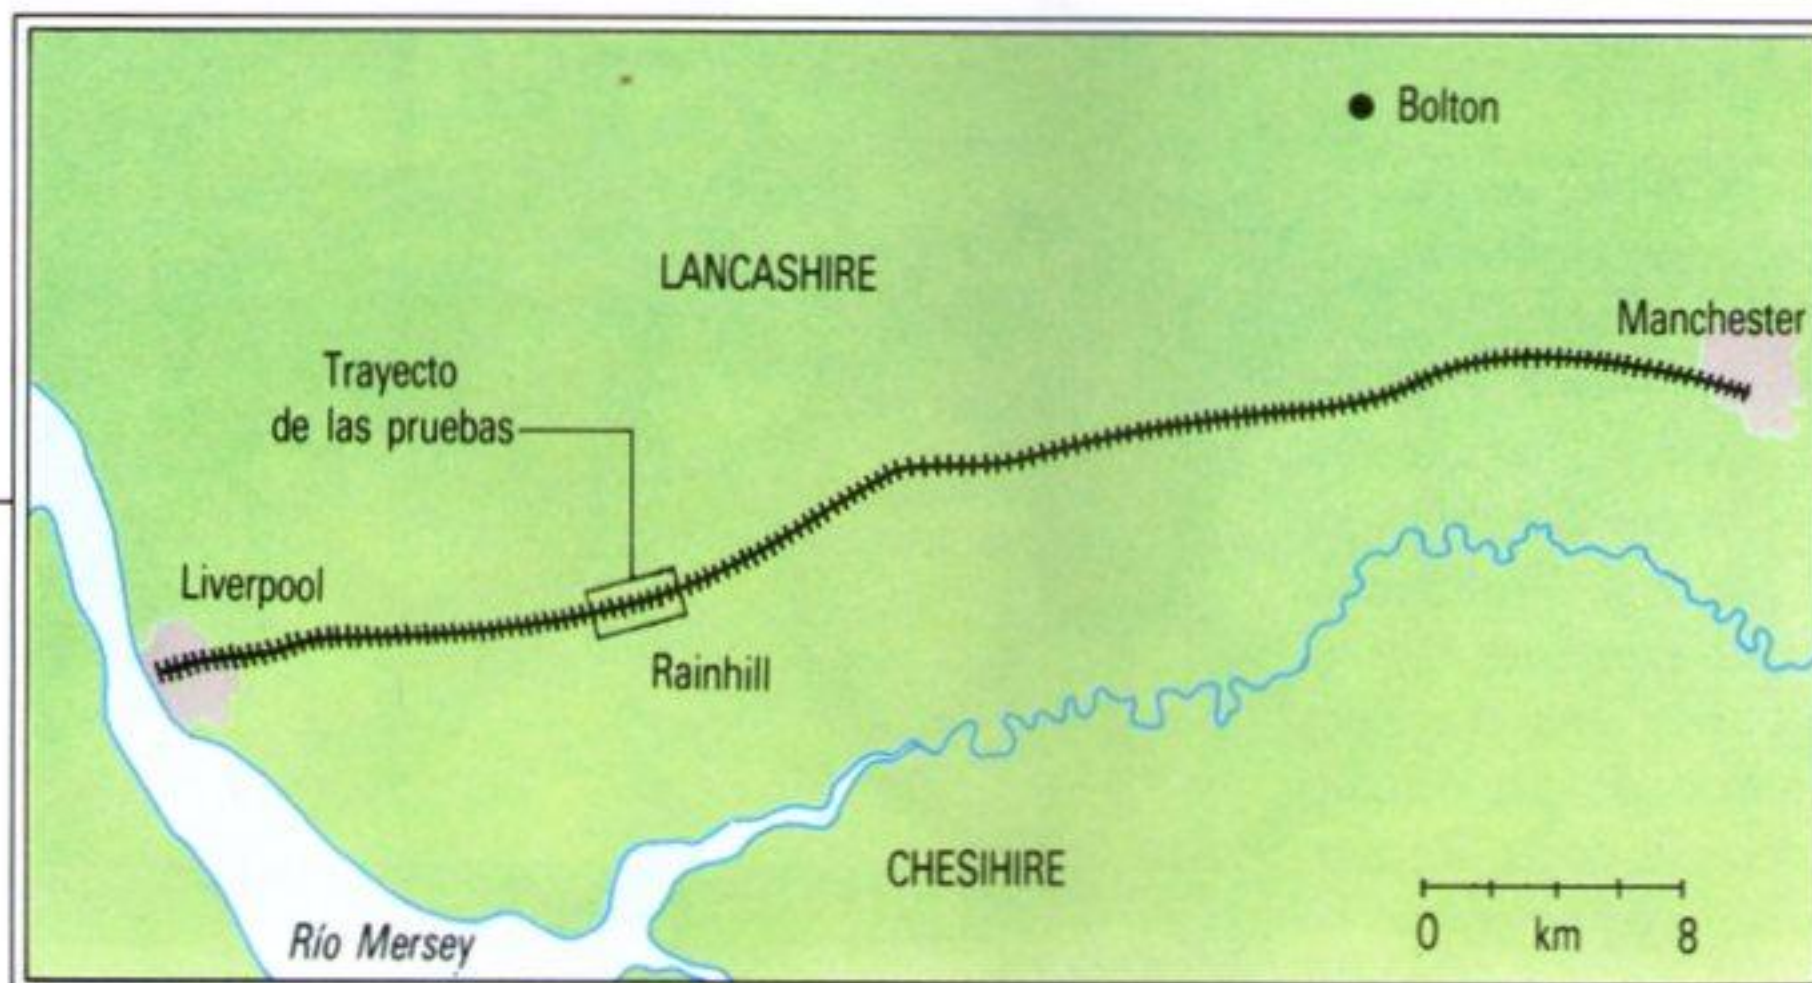 Bolton
LANCASHIRE
Manchester
Trayecto
de las pruebas
Liverpool
Rainhill
CHESIHIRE
Río Mersey
0 km 8